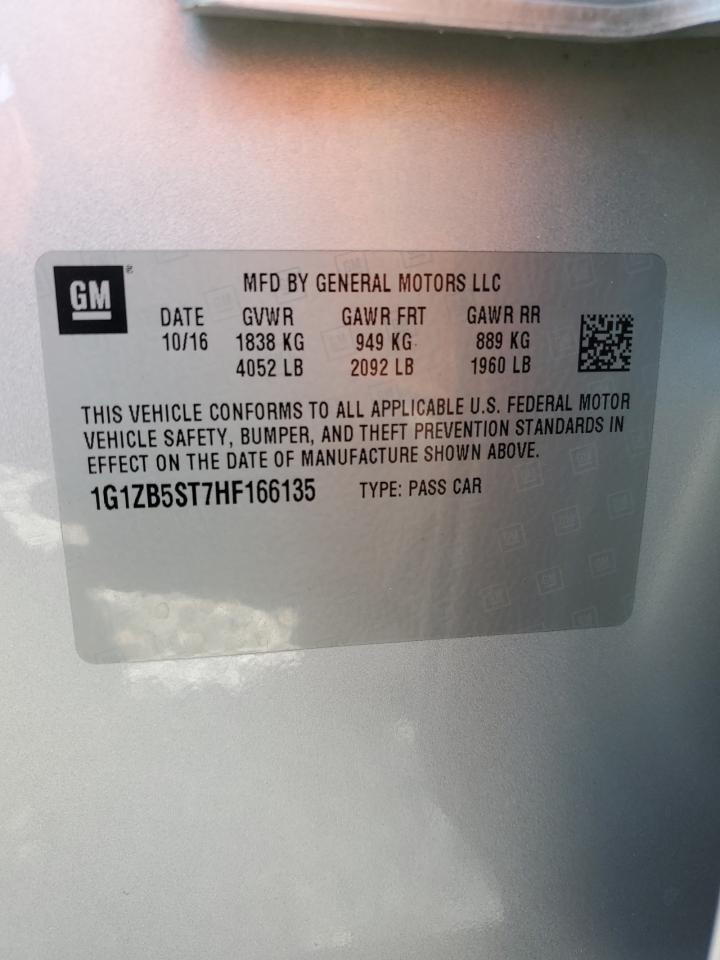 GM ®
MFD BY GENERAL MOTORS LLC
DATE GVWR GAWR FRT GAWR RR
10/16 1838 KG 949 KG 889 KG
4052 LB 2092 LB 1960 LB
THIS VEHICLE CONFORMS TO ALL APPLICABLE U.S. FEDERAL MOTOR
VEHICLE SAFETY, BUMPER, AND THEFT PREVENTION STANDARDS IN
EFFECT ON THE DATE OF MANUFACTURE SHOWN ABOVE.
1G1ZB5ST7HF166135 TYPE: PASS CAR